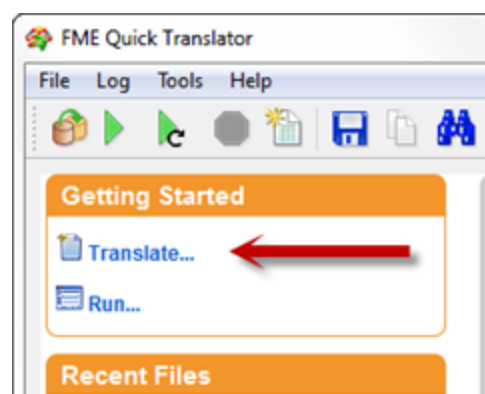 FME Quick Translator
File Log Tools Help
Getting Started
Translate...
Run...
Recent Files